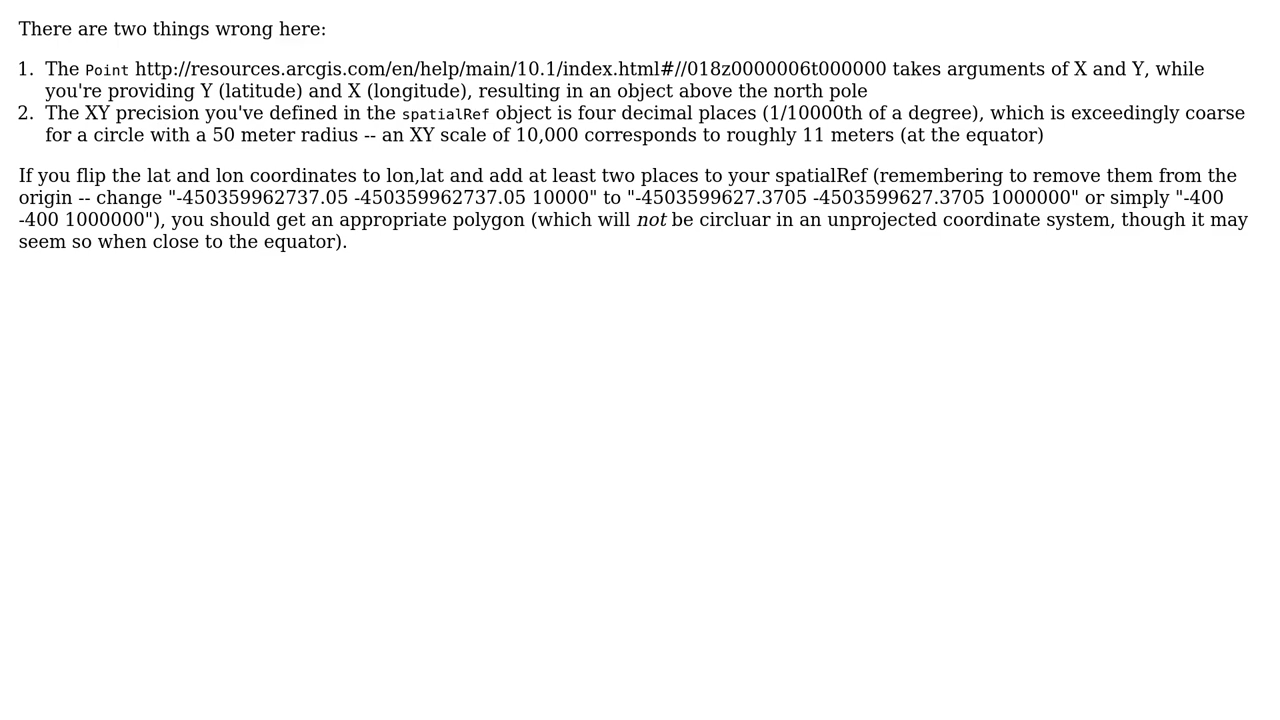 There are two things wrong here:
1. The Point http://resources.arcgis.com/en/help/main/10.1/index.html#//018z0000006t000000 takes arguments of X and Y, while
you're providing Y (latitude) and X (longitude), resulting in an object above the north pole
2. The XY precision you've defined in the spatialRef object is four decimal places (1/10000th of a degree), which is exceedingly coarse
for a circle with a 50 meter radius -- an XY scale of 10,000 corresponds to roughly 11 meters (at the equator)
If you flip the lat and lon coordinates to lon,lat and add at least two places to your spatialRef (remembering to remove them from the
origin -- change "-450359962737.05 -450359962737.05 10000" to "-4503599627.3705 -4503599627.3705 1000000" or simply "-400
-400 1000000"), you should get an appropriate polygon (which will not be circluar in an unprojected coordinate system, though it may
seem so when close to the equator).